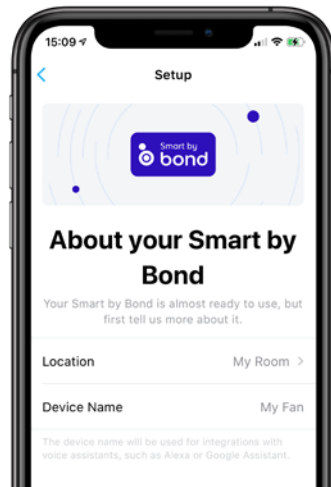 15:09
Setup
Smart by
bond
About your Smart by
Bond
Your Smart by Bond is almost ready to use, but
first tell us more about it.
Location My Room >
Device Name My Fan
The device name will be used for integrations with
voice assistants, such as Alexa or Google Assistant.